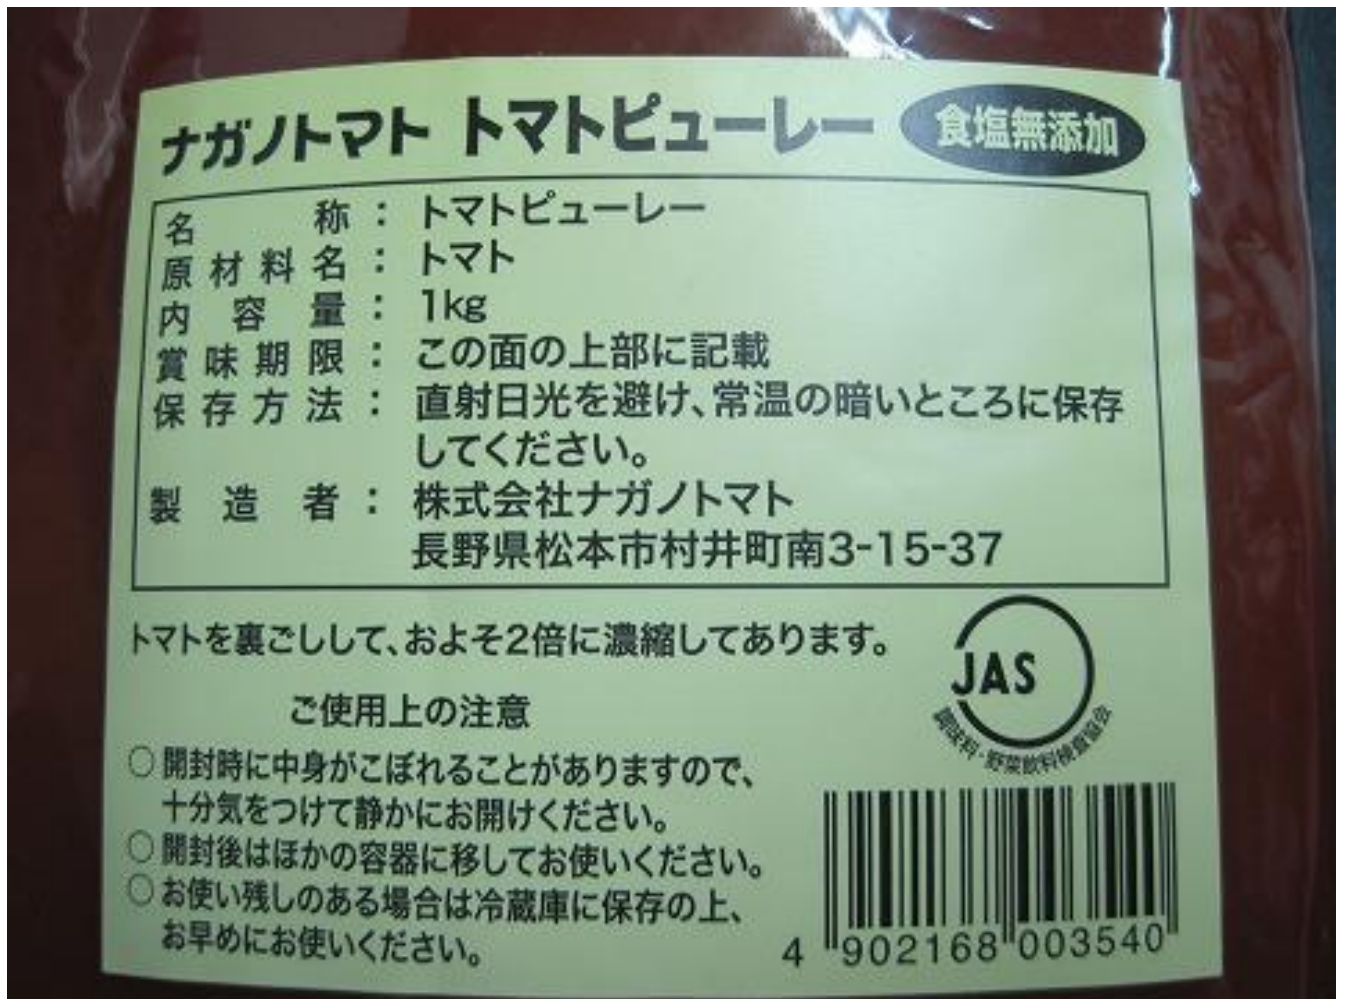 ナガノトマト トマトピューレー 食塩無添加
名称：トマトピューレー
原材料名：トマト
内容量：1kg
賞味期限：この面の上部に記載
保存方法：直射日光を避け、常温の暗いところに保存
してください。
製造者：株式会社ナガノトマト
長野県松本市村井町南3-15-37
トマトを裏ごしして、およそ2倍に濃縮してあります。
JAS
調味料・野菜飲料検査協会
ご使用上の注意
○開封時に中身がこぼれることがありますので、
十分気をつけて静かにお開けください。
○開封後はほかの容器に移してお使いください。
○お使い残しのある場合は冷蔵庫に保存の上、
お早めにお使いください。
4 902168 003540